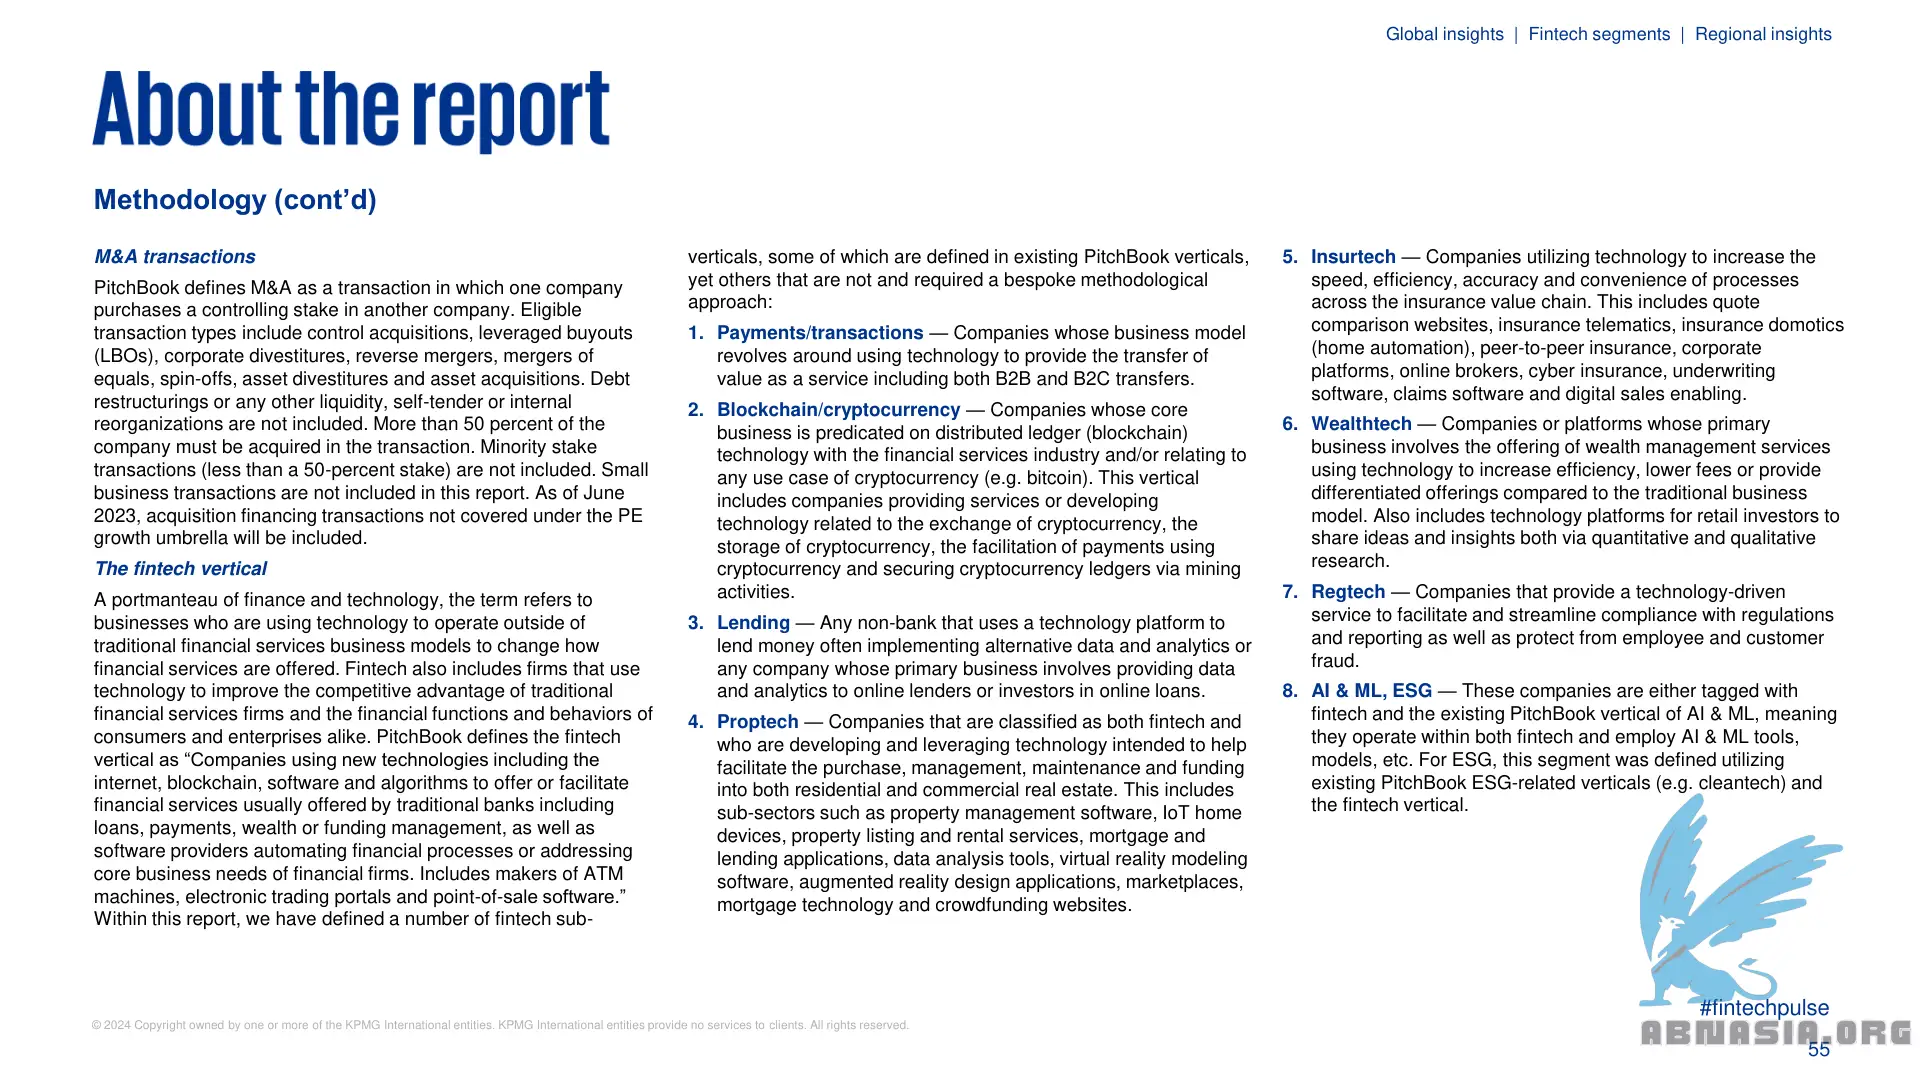 Global insights | Fintech segments | Regional insights
About the report
Methodology (cont’d)
M&A transactions
PitchBook defines M&A as a transaction in which one company
purchases a controlling stake in another company. Eligible
transaction types include control acquisitions, leveraged buyouts
(LBOs), corporate divestitures, reverse mergers, mergers of
equals, spin-offs, asset divestitures and asset acquisitions. Debt
restructurings or any other liquidity, self-tender or internal
reorganizations are not included. More than 50 percent of the
company must be acquired in the transaction. Minority stake
transactions (less than a 50-percent stake) are not included. Small
business transactions are not included in this report. As of June
2023, acquisition financing transactions not covered under the PE
growth umbrella will be included.
The fintech vertical
A portmanteau of finance and technology, the term refers to
businesses who are using technology to operate outside of
traditional financial services business models to change how
financial services are offered. Fintech also includes firms that use
technology to improve the competitive advantage of traditional
financial services firms and the financial functions and behaviors of
consumers and enterprises alike. PitchBook defines the fintech
vertical as “Companies using new technologies including the
internet, blockchain, software and algorithms to offer or facilitate
financial services usually offered by traditional banks including
loans, payments, wealth or funding management, as well as
software providers automating financial processes or addressing
core business needs of financial firms. Includes makers of ATM
machines, electronic trading portals and point-of-sale software.”
Within this report, we have defined a number of fintech sub-
verticals, some of which are defined in existing PitchBook verticals,
yet others that are not and required a bespoke methodological
approach:
1. Payments/transactions — Companies whose business model
revolves around using technology to provide the transfer of
value as a service including both B2B and B2C transfers.
2. Blockchain/cryptocurrency — Companies whose core
business is predicated on distributed ledger (blockchain)
technology with the financial services industry and/or relating to
any use case of cryptocurrency (e.g. bitcoin). This vertical
includes companies providing services or developing
technology related to the exchange of cryptocurrency, the
storage of cryptocurrency, the facilitation of payments using
cryptocurrency and securing cryptocurrency ledgers via mining
activities.
3. Lending — Any non-bank that uses a technology platform to
lend money often implementing alternative data and analytics or
any company whose primary business involves providing data
and analytics to online lenders or investors in online loans.
4. Proptech — Companies that are classified as both fintech and
who are developing and leveraging technology intended to help
facilitate the purchase, management, maintenance and funding
into both residential and commercial real estate. This includes
sub-sectors such as property management software, IoT home
devices, property listing and rental services, mortgage and
lending applications, data analysis tools, virtual reality modeling
software, augmented reality design applications, marketplaces,
mortgage technology and crowdfunding websites.
5. Insurtech — Companies utilizing technology to increase the
speed, efficiency, accuracy and convenience of processes
across the insurance value chain. This includes quote
comparison websites, insurance telematics, insurance domotics
(home automation), peer-to-peer insurance, corporate
platforms, online brokers, cyber insurance, underwriting
software, claims software and digital sales enabling.
6. Wealthtech — Companies or platforms whose primary
business involves the offering of wealth management services
using technology to increase efficiency, lower fees or provide
differentiated offerings compared to the traditional business
model. Also includes technology platforms for retail investors to
share ideas and insights both via quantitative and qualitative
research.
7. Regtech — Companies that provide a technology-driven
service to facilitate and streamline compliance with regulations
and reporting as well as protect from employee and customer
fraud.
8. AI & ML, ESG — These companies are either tagged with
fintech and the existing PitchBook vertical of AI & ML, meaning
they operate within both fintech and employ AI & ML tools,
models, etc. For ESG, this segment was defined utilizing
existing PitchBook ESG-related verticals (e.g. cleantech) and
the fintech vertical.
#fintechpulse
© 2024 Copyright owned by one or more of the KPMG International entities. KPMG International entities provide no services to clients. All rights reserved.
ABNASIA.ORG
55